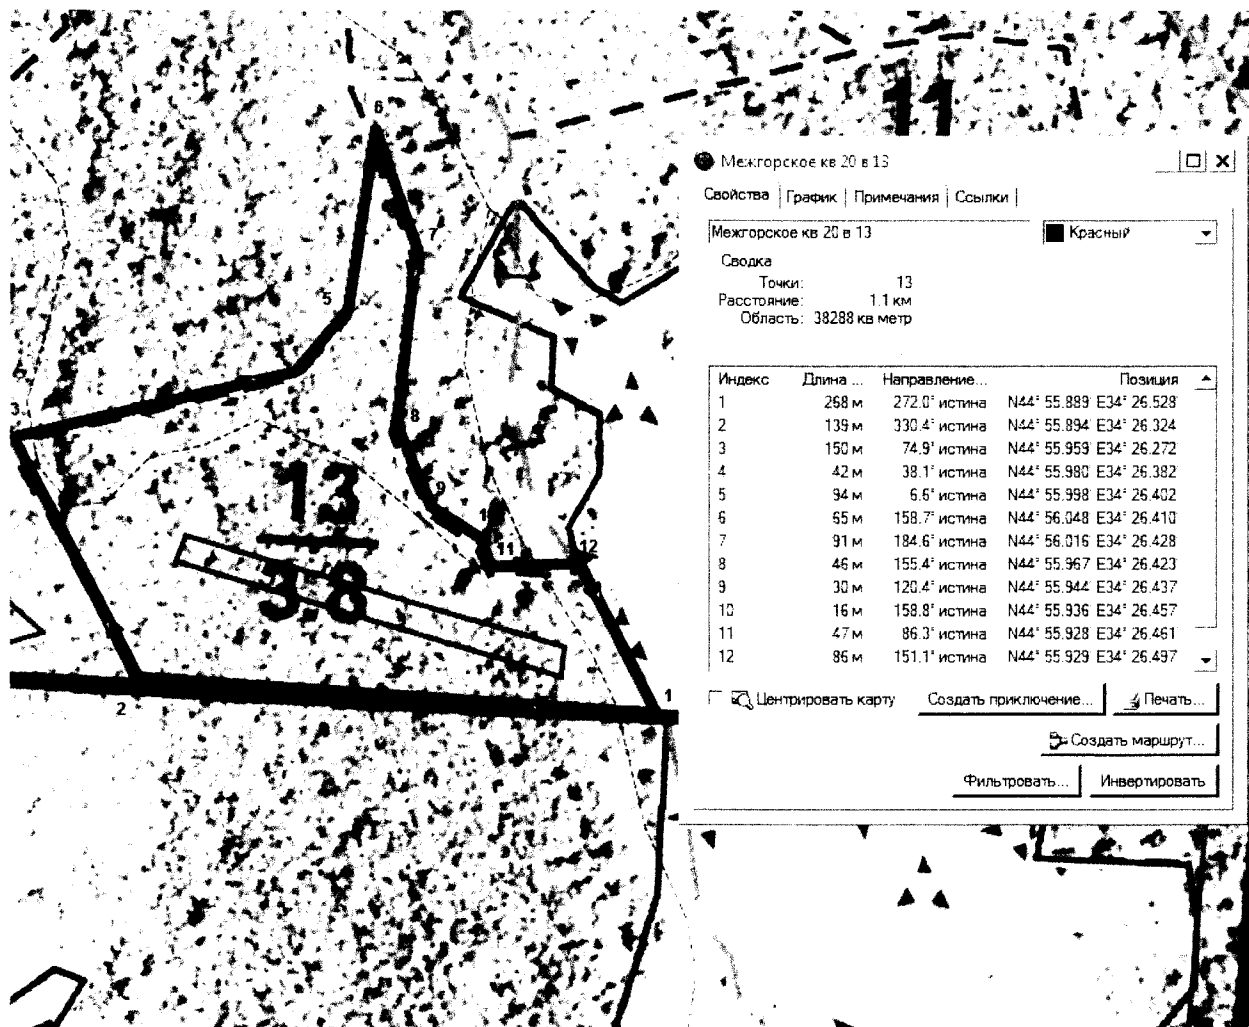 6
11
7
5
3
8
13
9
11
12
3.8
2
1
Межгорское кв 20 в 13
Свойства График Примечания Ссылки
Межгорское кв 20 в 13 Красный
Сводка
Точки: 13
Расстояние: 1.1 км
Область: 38288 кв метр
Индекс Длина ... Направление... Позиция
1 268 м 272.0° истина N44° 55.889 E34° 26.528
2 139 м 330.4° истина N44° 55.894 E34° 26.324
3 150 м 74.9° истина N44° 55.959 E34° 26.272
4 42 м 38.1° истина N44° 55.980 E34° 26.382
5 94 м 6.6° истина N44° 55.998 E34° 26.402
6 65 м 158.7° истина N44° 56.048 E34° 26.410
7 91 м 184.6° истина N44° 56.016 E34° 26.428
8 46 м 155.4° истина N44° 55.967 E34° 26.423
9 30 м 120.4° истина N44° 55.944 E34° 26.437
10 16 м 158.8° истина N44° 55.936 E34° 26.457
11 47 м 86.3° истина N44° 55.928 E34° 26.461
12 86 м 151.1° истина N44° 55.929 E34° 26.497
Центрировать карту Создать приключение... Печать...
Создать маршрут...
Фильтровать... Инвертировать